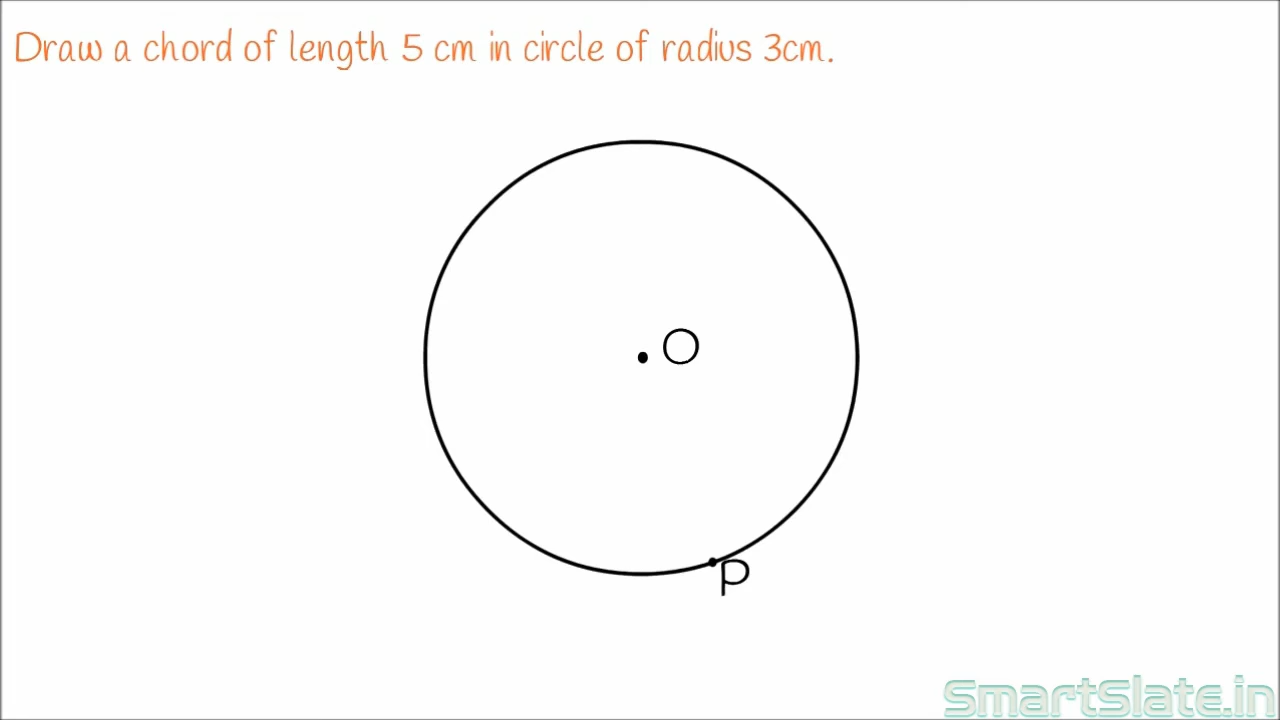 Draw a chord of length 5 cm in circle of radius 3cm.
O
P
SmartSlate.in